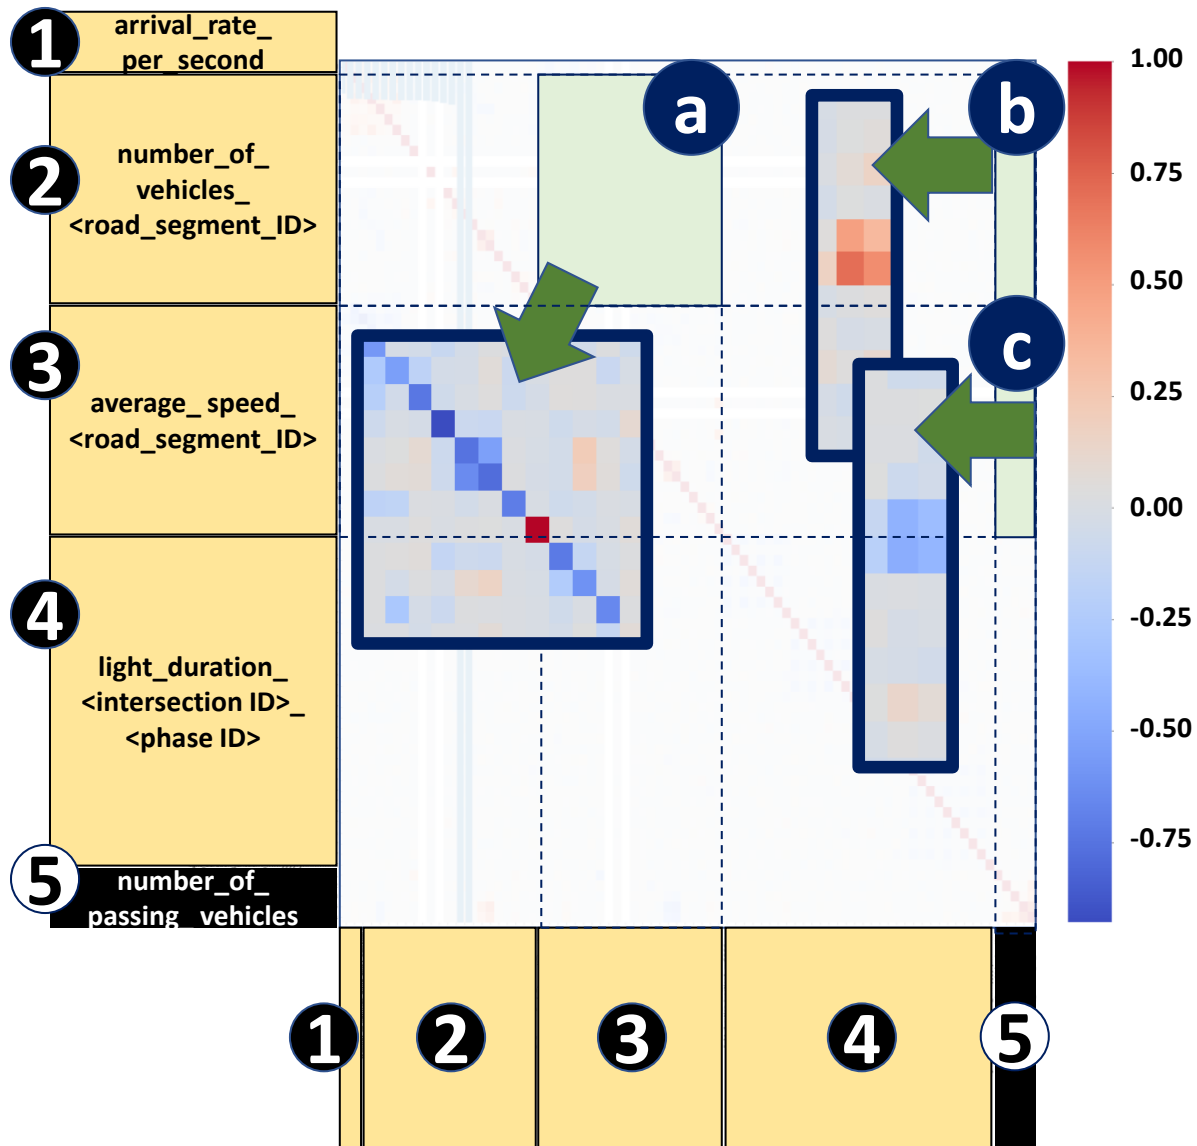 1
arrival_rate_
per_second
2
number_of_
vehicles_
<road_segment_ID>
3
average_ speed_
<road_segment_ID>
4
light_duration_
<intersection ID>_
<phase ID>
5
number_of_
passing_vehicles
a
b
c
1.00
0.75
0.50
0.25
0.00
-0.25
-0.50
-0.75
1
2
3
4
5